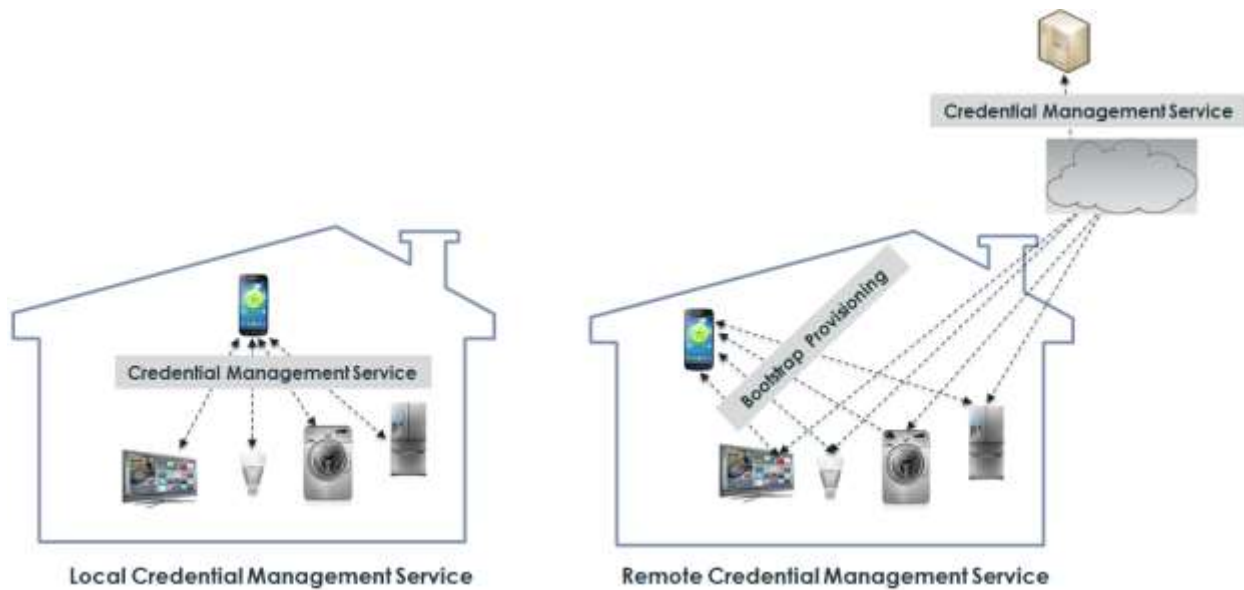 Credential Management Service
Credential Management Service
Bootstrap Provisioning
Local Credential Management Service
Remote Credential Management Service